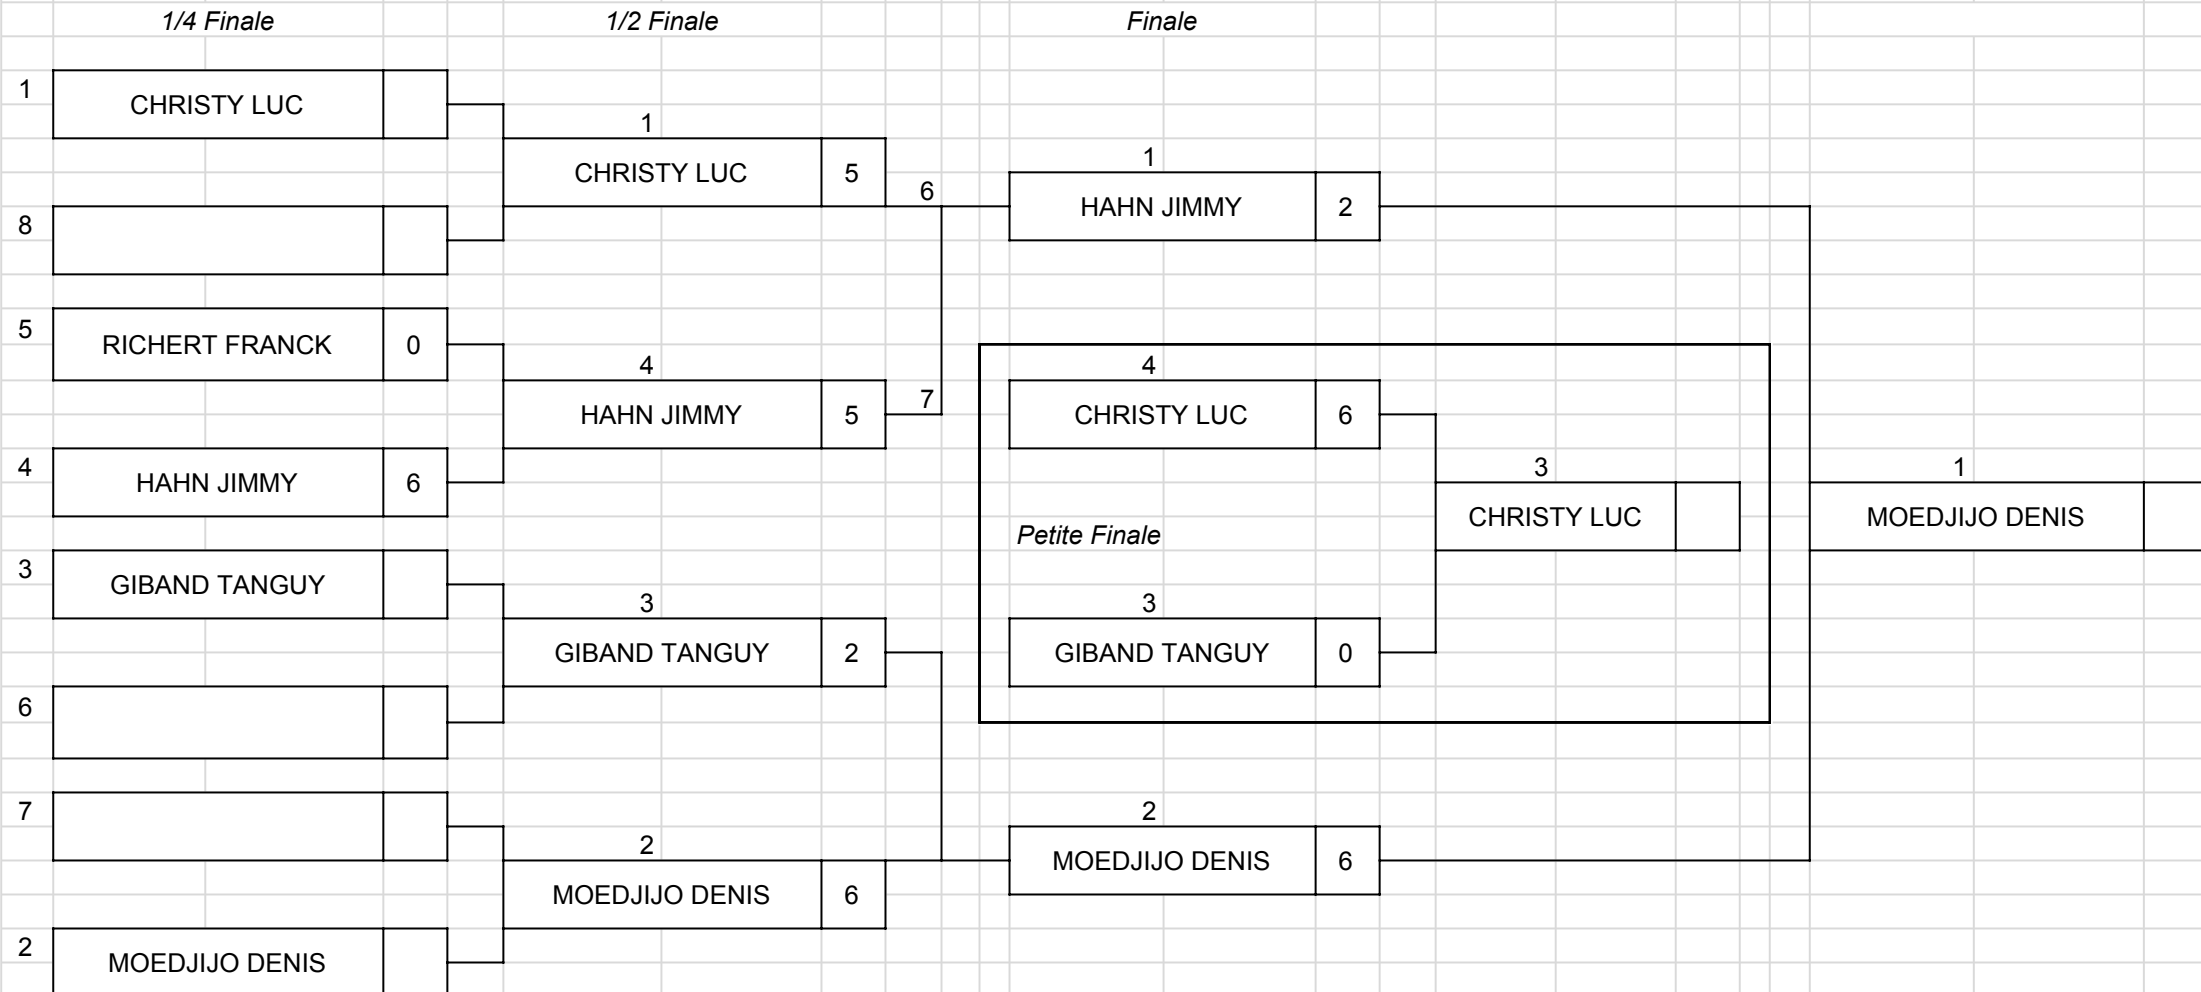 1/4 Finale 1/2 Finale Finale
1 CHRISTY LUC
1
CHRISTY LUC 5
6
1
HAHN JIMMY 2
8
5 RICHERT FRANCK 0
4
HAHN JIMMY 5
7
4
CHRISTY LUC 6
4 HAHN JIMMY 6
3
CHRISTY LUC
1
MOEDJIJO DENIS
Petite Finale
3 GIBAND TANGUY
3
GIBAND TANGUY 2
3
GIBAND TANGUY 0
6
7
2
MOEDJIJO DENIS 6
2
MOEDJIJO DENIS 6
2 MOEDJIJO DENIS